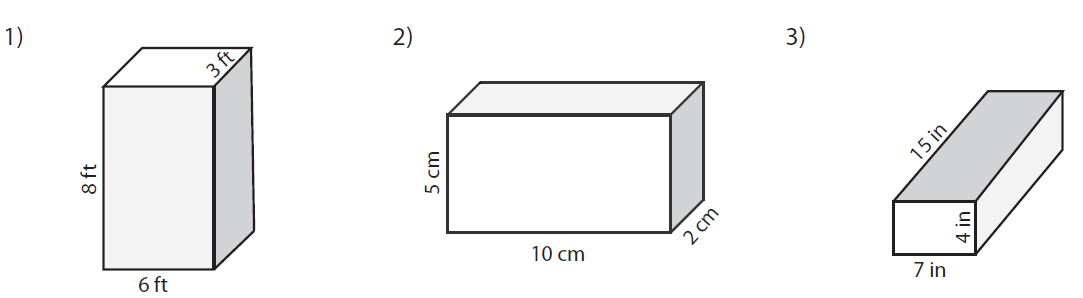 1)
3 ft
8 ft
6 ft
2)
5 cm
10 cm
2 cm
3)
15 in
4 in
7 in